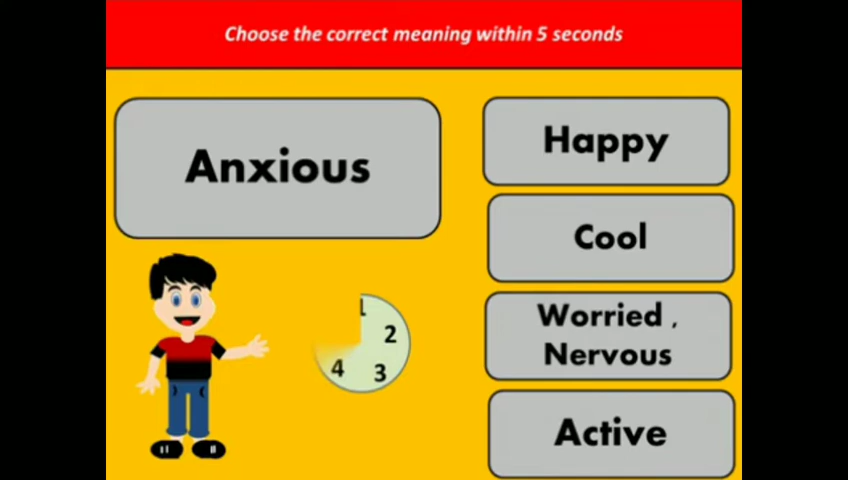 Choose the correct meaning within 5 seconds
Anxious
Happy
Cool
Worried ,
Nervous
Active
1
2
3
4